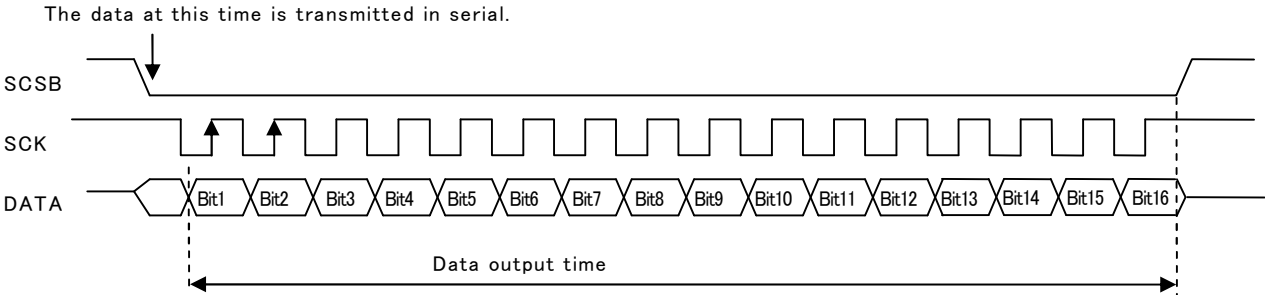 The data at this time is transmitted in serial.
SCSB
SCK
DATA
Bit1 Bit2 Bit3 Bit4 Bit5 Bit6 Bit7 Bit8 Bit9 Bit10 Bit11 Bit12 Bit13 Bit14 Bit15 Bit16
Data output time